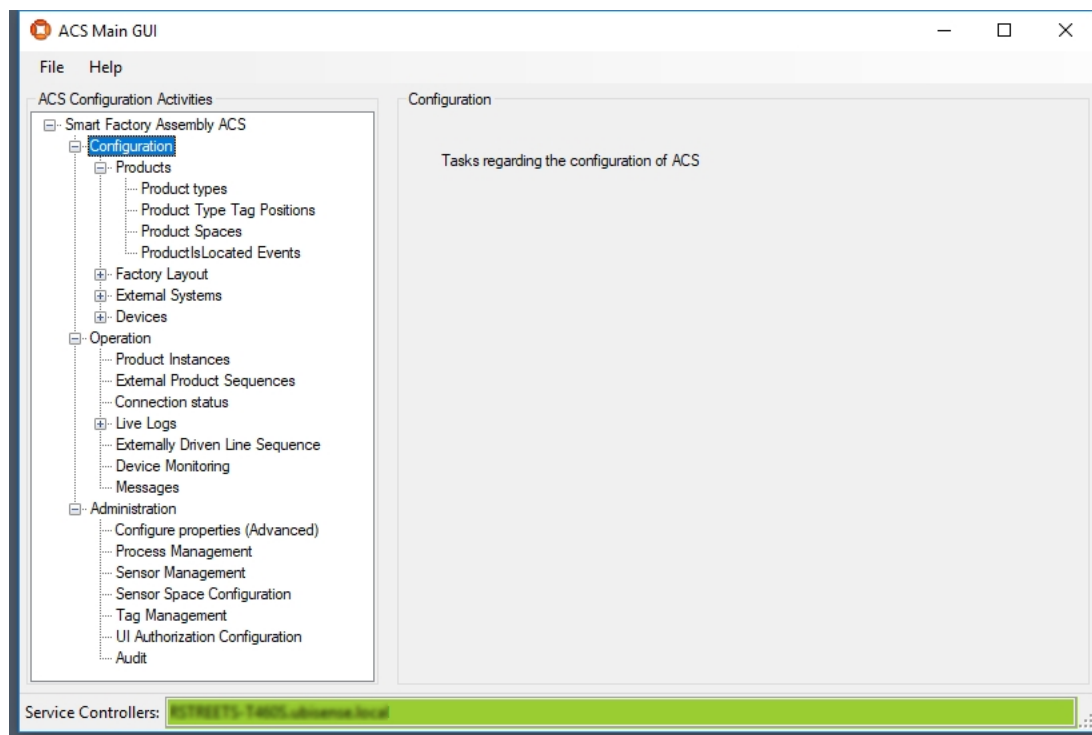 ACS Main GUI
File Help
ACS Configuration Activities
Smart Factory Assembly ACS
Configuration
Products
Product types
Product Type Tag Positions
Product Spaces
ProductIsLocated Events
Factory Layout
External Systems
Devices
Operation
Product Instances
External Product Sequences
Connection status
Live Logs
Externally Driven Line Sequence
Device Monitoring
Messages
Administration
Configure properties (Advanced)
Process Management
Sensor Management
Sensor Space Configuration
Tag Management
UI Authorization Configuration
Audit
Configuration
Tasks regarding the configuration of ACS
Service Controllers: